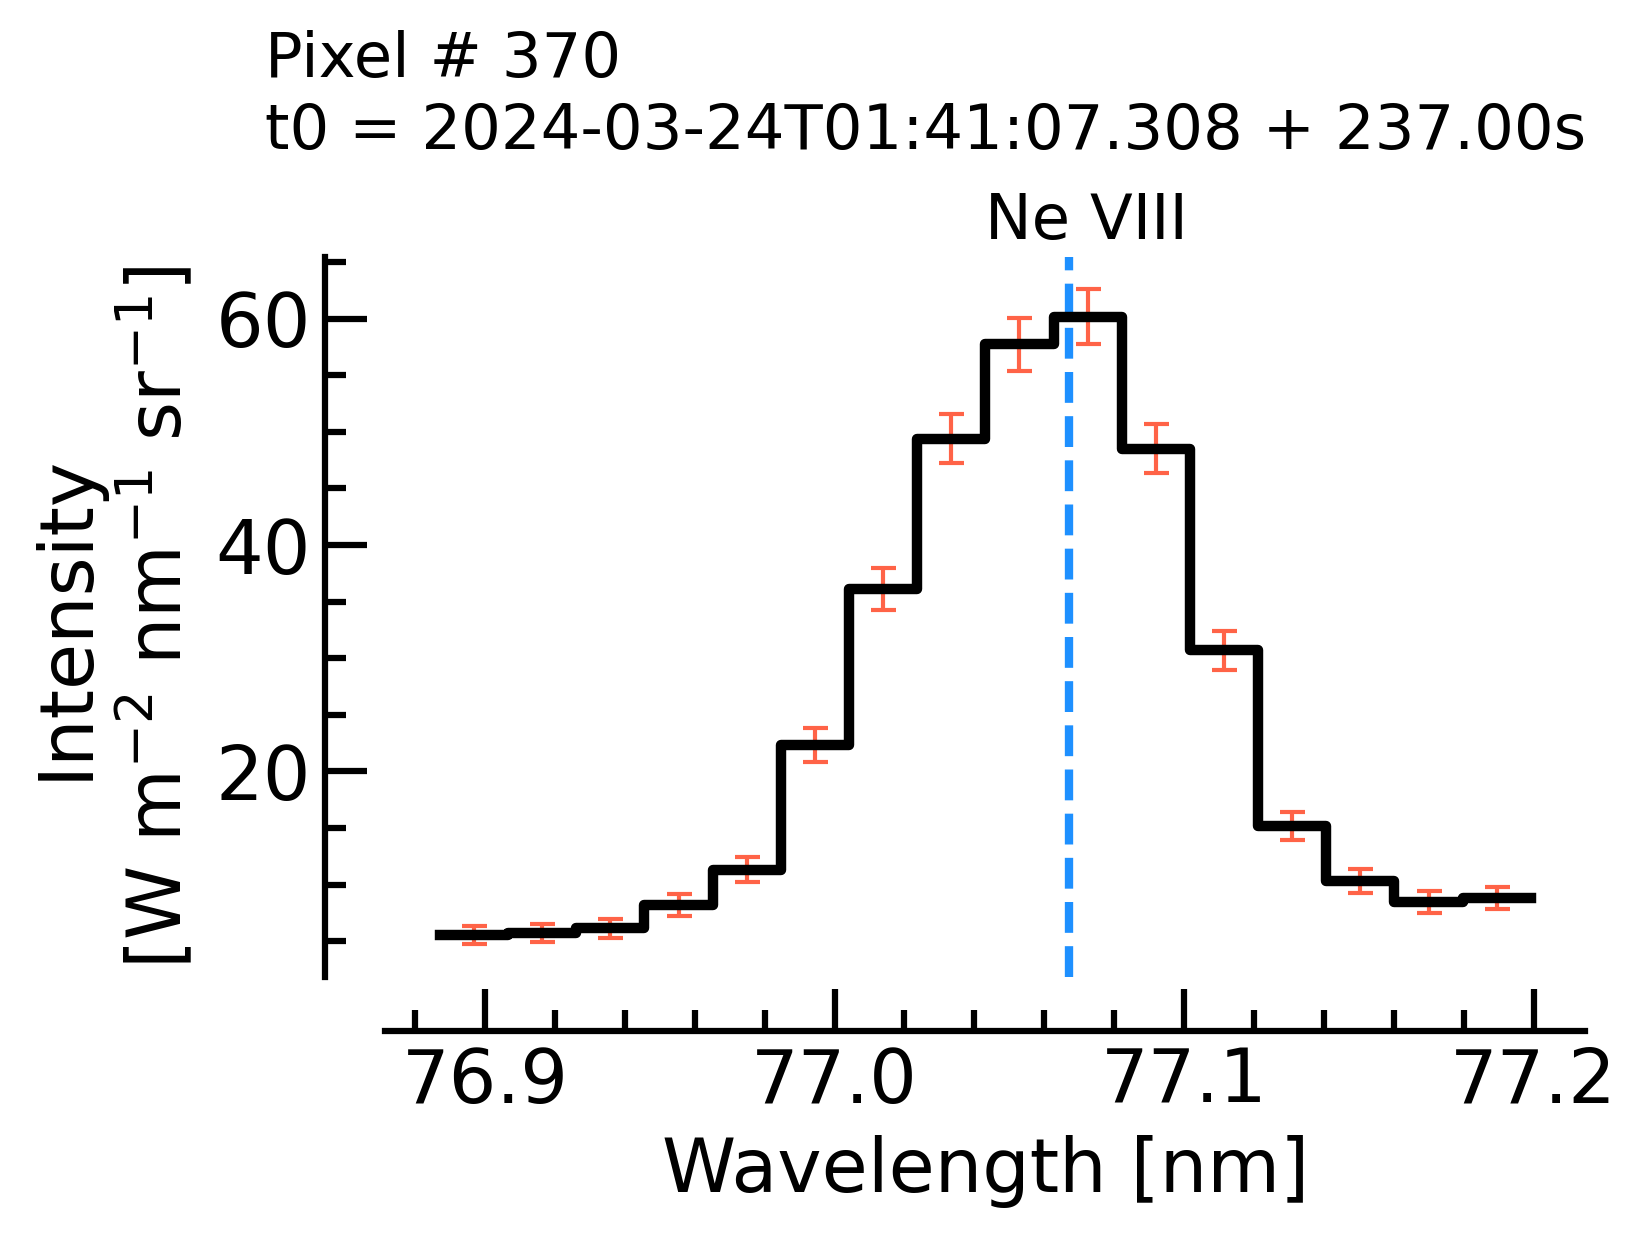 Pixel # 370
t0 = 2024-03-24T01:41:07.308 + 237.00s
Ne VIII
Intensity
[W m⁻² nm⁻¹ sr⁻¹]
60
40
20
76.9 77.0 77.1 77.2
Wavelength [nm]